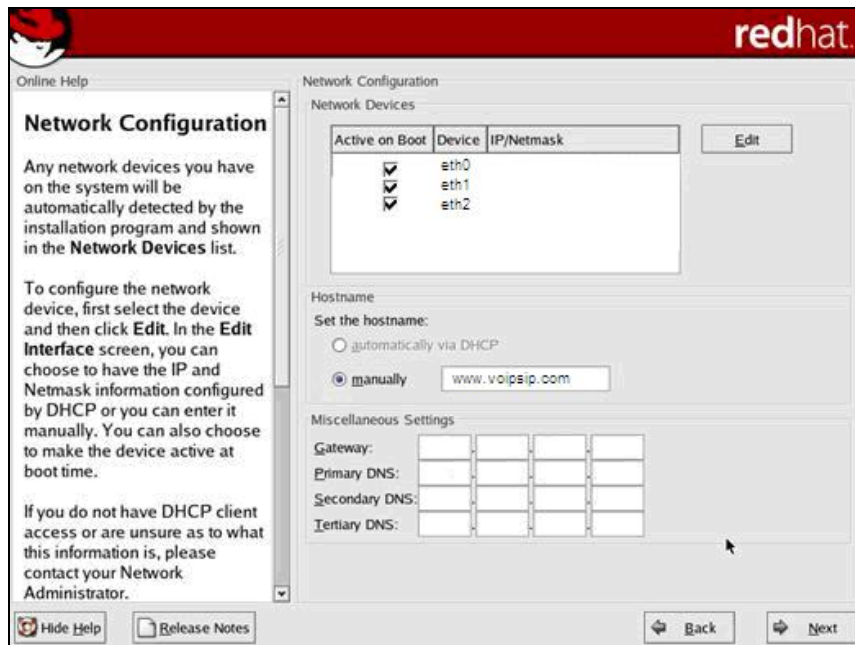 redhat.
Online Help
Network Configuration
Any network devices you have
on the system will be
automatically detected by the
installation program and shown
in the Network Devices list.
To configure the network
device, first select the device
and then click Edit. In the Edit
Interface screen, you can
choose to have the IP and
Netmask information configured
by DHCP or you can enter it
manually. You can also choose
to make the device active at
boot time.
If you do not have DHCP client
access or are unsure as to what
this information is, please
contact your Network
Administrator.
Network Configuration
Network Devices
Active on Boot Device IP/Netmask
eth0
eth1
eth2
Edit
Hostname
Set the hostname:
automatically via DHCP
manually www.voipsip.com
Miscellaneous Settings
Gateway:
Primary DNS:
Secondary DNS:
Tertiary DNS:
Hide Help
Release Notes
Back
Next